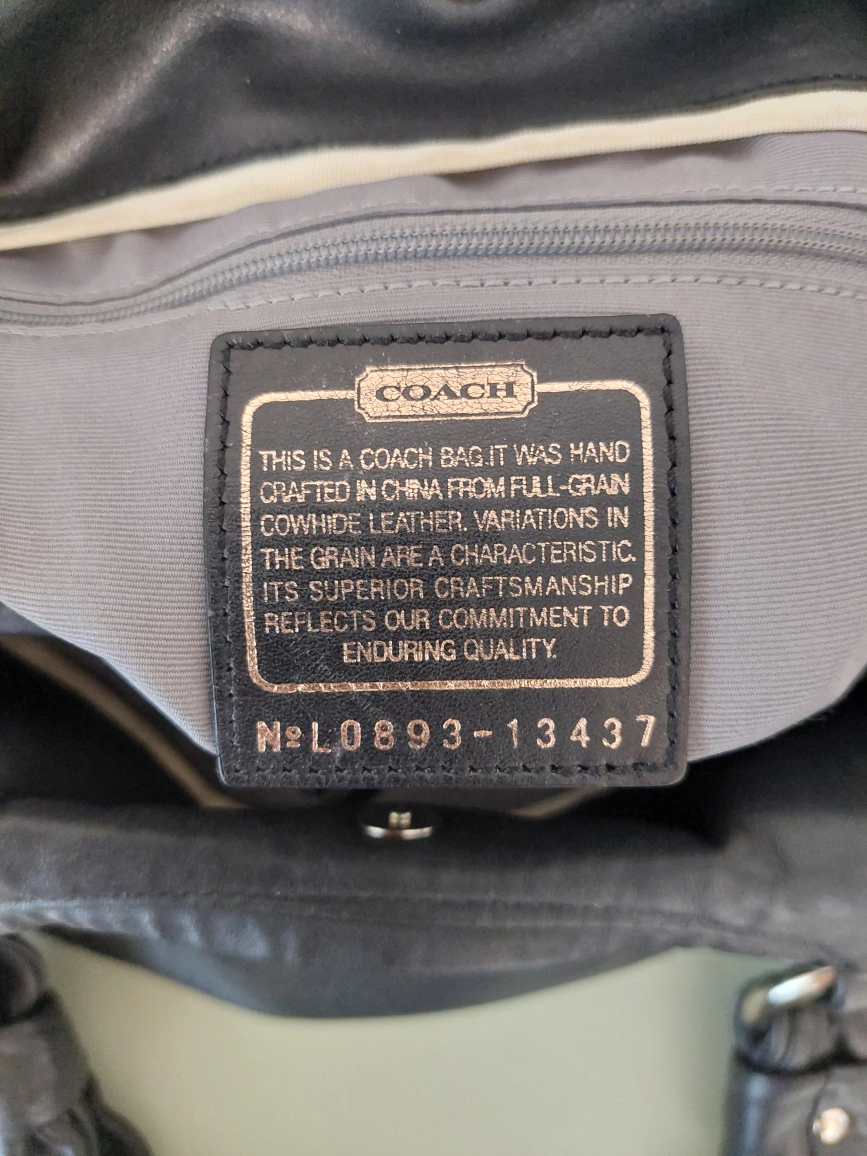 COACH
THIS IS A COACH BAG.IT WAS HAND
CRAFTED IN CHINA FROM FULL-GRAIN
COWHIDE LEATHER. VARIATIONS IN
THE GRAIN ARE A CHARACTERISTIC.
ITS SUPERIOR CRAFTSMANSHIP
REFLECTS OUR COMMITMENT TO
ENDURING QUALITY.
NºL0893-13437